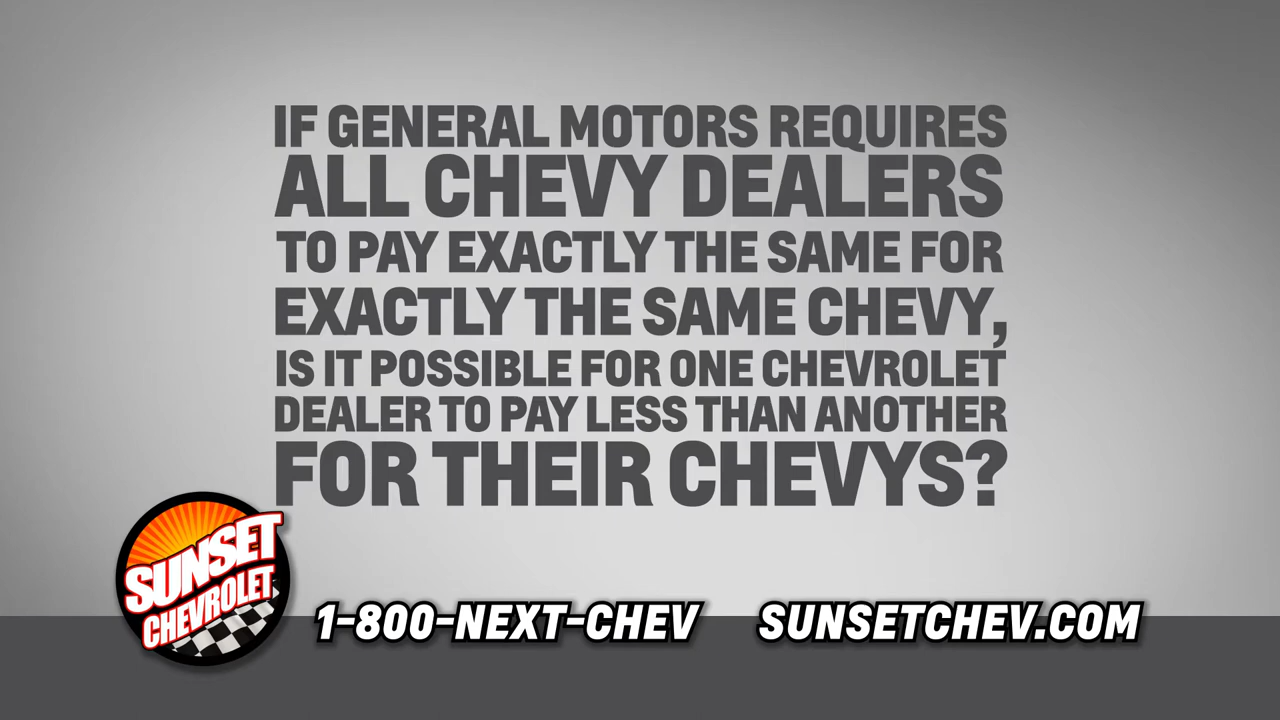 IF GENERAL MOTORS REQUIRES
ALL CHEVY DEALERS
TO PAY EXACTLY THE SAME FOR
EXACTLY THE SAME CHEVY,
IS IT POSSIBLE FOR ONE CHEVROLET
DEALER TO PAY LESS THAN ANOTHER
FOR THEIR CHEVYS?
SUNSET
CHEVROLET
1-800-NEXT-CHEV SUNSETCHEV.COM